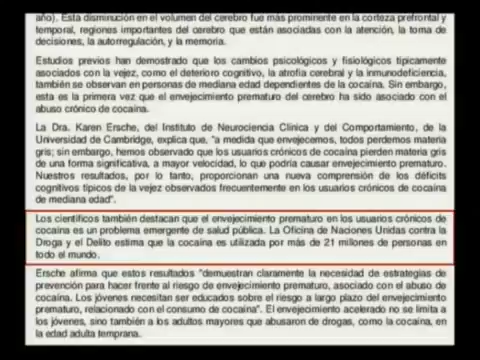 año). Esta disminución en el volumen del cerebro fue más prominente en la corteza prefrontal y
temporal, regiones importantes del cerebro que están asociadas con la atención, la toma de
decisiones, la autorregulación, y la memoria.
Estudios previos han demostrado que los cambios psicológicos y fisiológicos típicamente
asociados con la vejez, como el deterioro cognitivo, la atrofia cerebral y la inmunodeficiencia,
también se observan en personas de mediana edad dependientes de la cocaína. Sin embargo,
esta es la primera vez que el envejecimiento prematuro del cerebro ha sido asociado con el
abuso crónico de cocaína.
La Dra. Karen Ersche, del Instituto de Neurociencia Clínica y del Comportamiento, de la
Universidad de Cambridge, explica que, "a medida que envejecemos, todos perdemos materia
gris; sin embargo, hemos observado que los usuarios crónicos de cocaína pierden materia gris
de una forma significativa, a mayor velocidad, lo que podría causar envejecimiento prematuro.
Nuestros resultados, por lo tanto, proporcionan una nueva comprensión de los déficits
cognitivos típicos de la vejez observados frecuentemente en los usuarios crónicos de cocaína
de mediana edad".
Los científicos también destacan que el envejecimiento prematuro en los usuarios crónicos de
cocaína es un problema emergente de salud pública. La Oficina de Naciones Unidas contra la
Droga y el Delito estima que la cocaína es utilizada por más de 21 millones de personas en
todo el mundo.
Ersche afirma que estos resultados "demuestran claramente la necesidad de estrategias de
prevención para hacer frente al riesgo de envejecimiento prematuro, asociado con el abuso de
cocaína. Los jóvenes necesitan ser educados sobre el riesgo a largo plazo del envejecimiento
prematuro, relacionado con el consumo de cocaína". El envejecimiento acelerado no se limita a
los jóvenes, sino también a los adultos mayores que abusaron de drogas, como la cocaína, en
la edad adulta temprana.